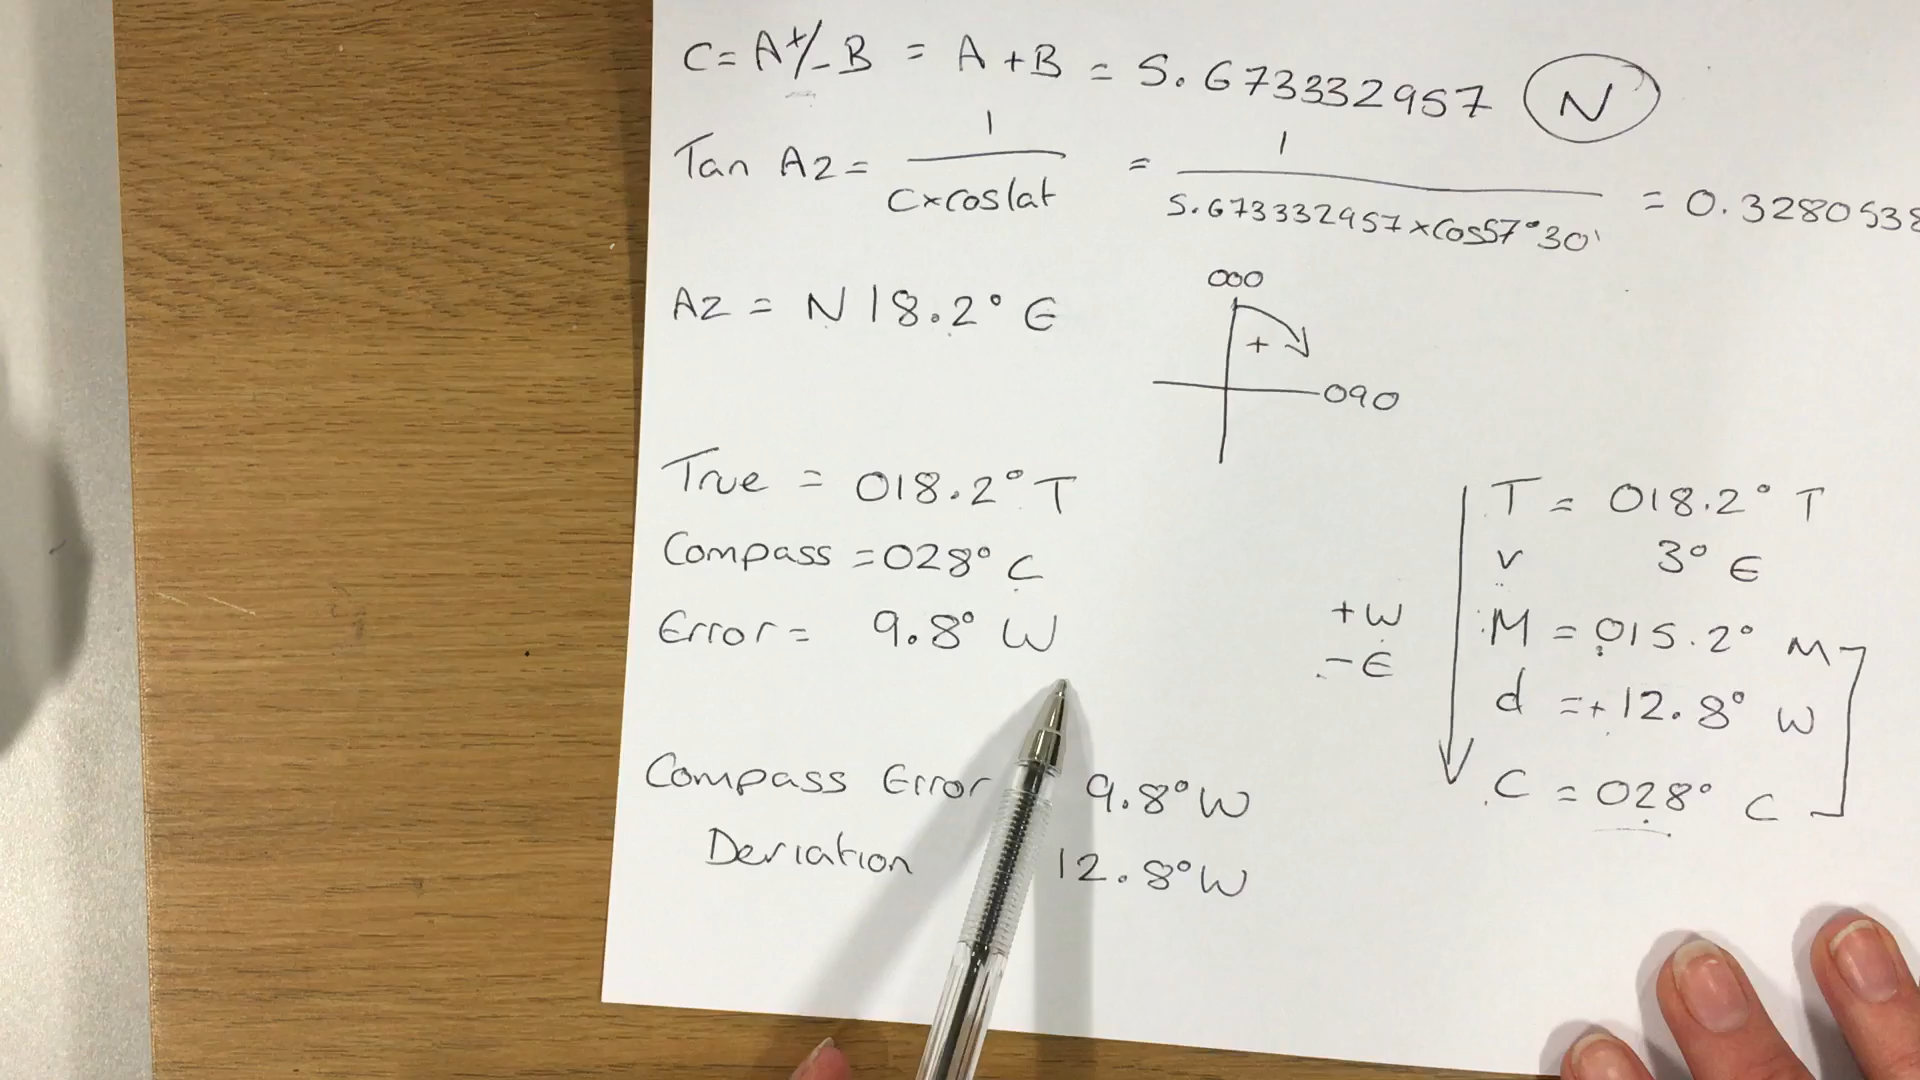 C = A +/- B = A + B = 5.673332957 N
Tan AZ = 1 / C×coslat = 1 / 5.673332957×Cos57°30' = 0.3280538
AZ = N 18.2° E
000
+
090
True = 018.2° T
Compass = 028° C
Error = 9.8° W
Compass Error 9.8° W
Deviation 12.8° W
T = 018.2° T
v 3° E
+W
-E
M = 015.2° M
d = + 12.8° W
C = 028° C